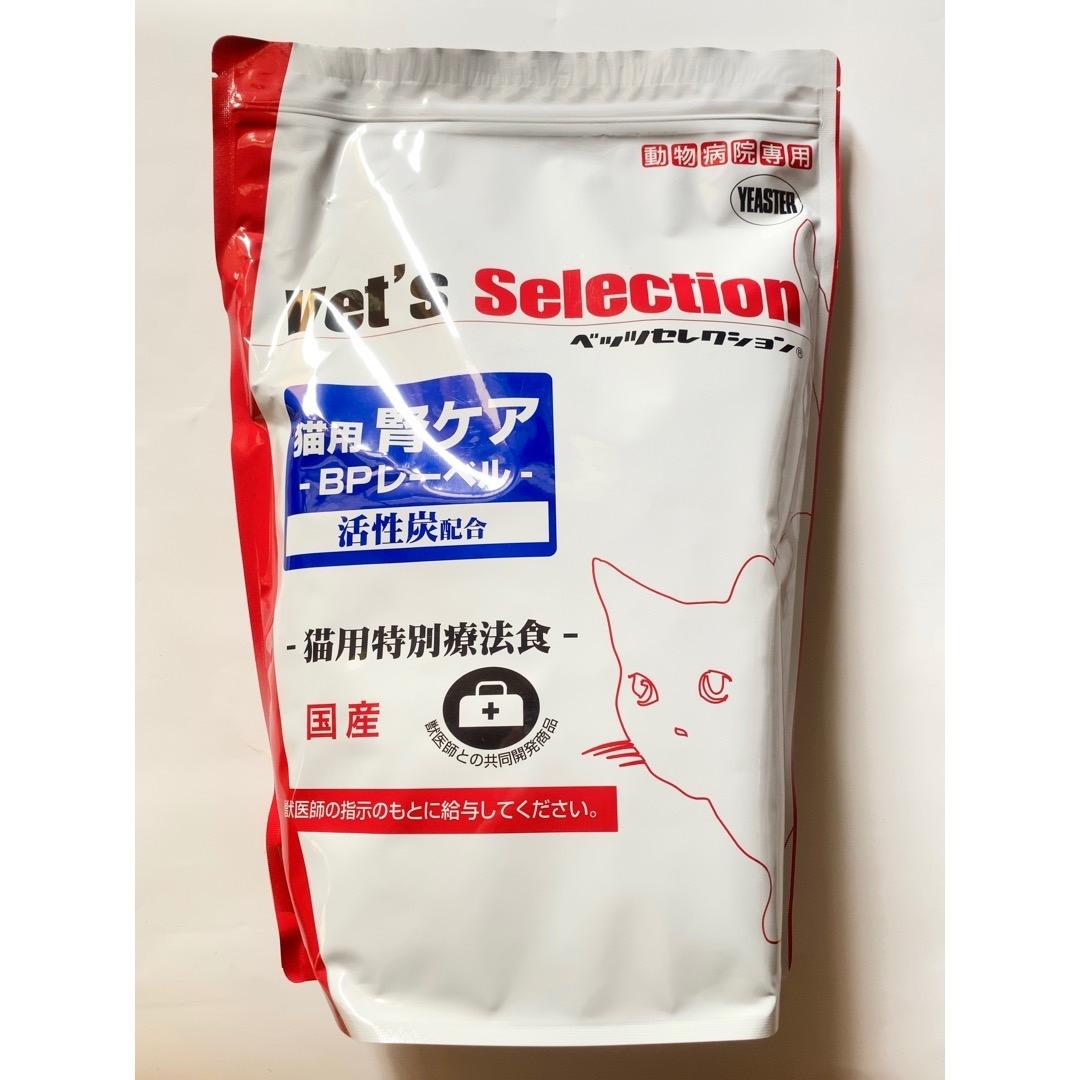 動物病院専用
YEASTER
Vet's Selection
ベッツセレクション®
猫用 腎ケア
- BPレーベル -
活性炭配合
- 猫用特別療法食 -
国産
獣医師との共同開発商品
獣医師の指示のもとに給与してください。